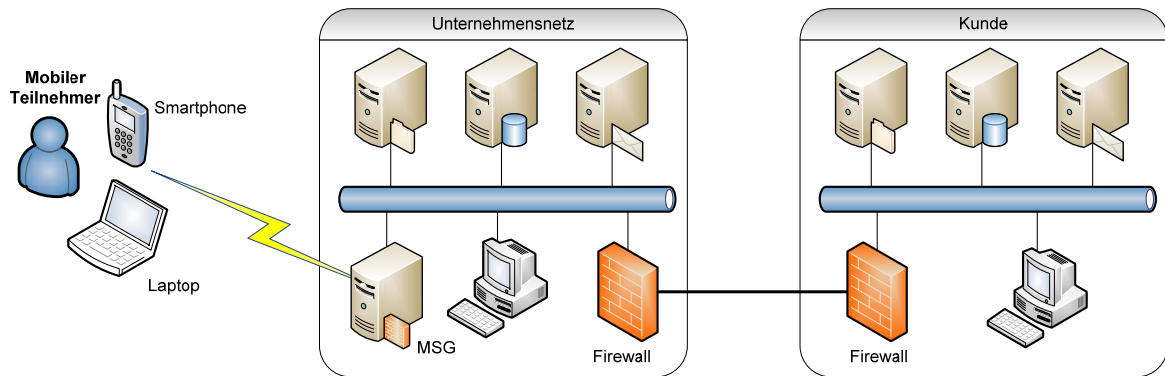 Unternehmensnetz
Kunde
Mobiler
Teilnehmer
Smartphone
Laptop
MSG
Firewall
Firewall